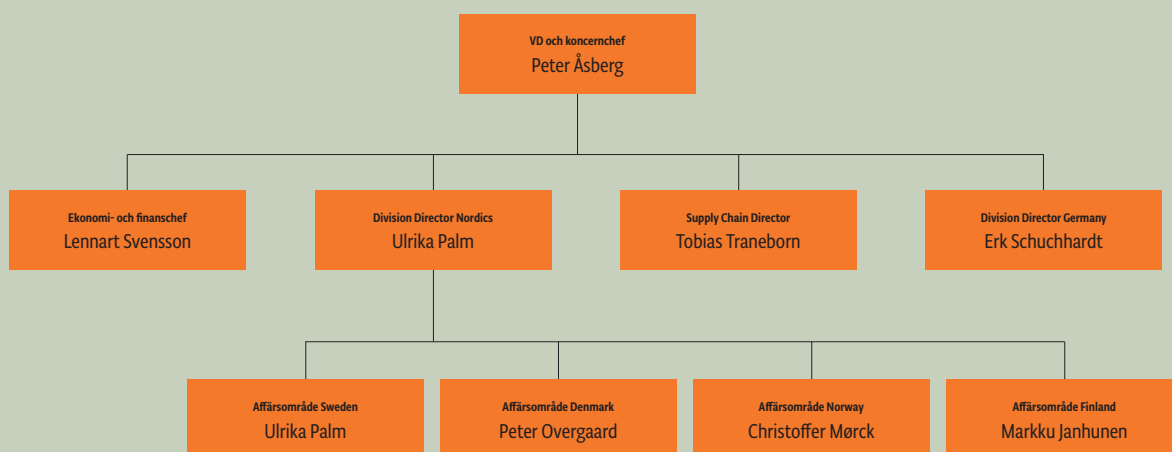 VD och koncernchef
Peter Åsberg
Ekonomi- och finanschef
Lennart Svensson
Division Director Nordics
Ulrika Palm
Supply Chain Director
Tobias Traneborn
Division Director Germany
Erk Schuchhardt
Affärsområde Sweden
Ulrika Palm
Affärsområde Denmark
Peter Overgaard
Affärsområde Norway
Christoffer Mørck
Affärsområde Finland
Markku Janhunen